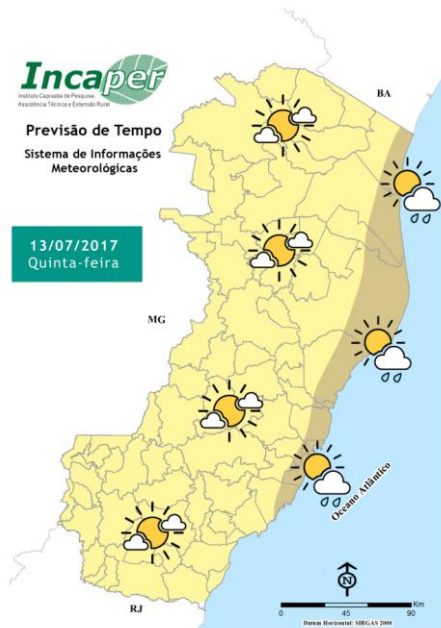 Incaper
Instituto Capixaba de Pesquisa,
Assistência Técnica e Extensão Rural
Previsão de Tempo
Sistema de Informações
Meteorológicas
13/07/2017
Quinta-feira
BA
MG
Oceano Atlântico
RJ
N
Km
0 45 90
Datum Horizontal: SIRGAS 2000